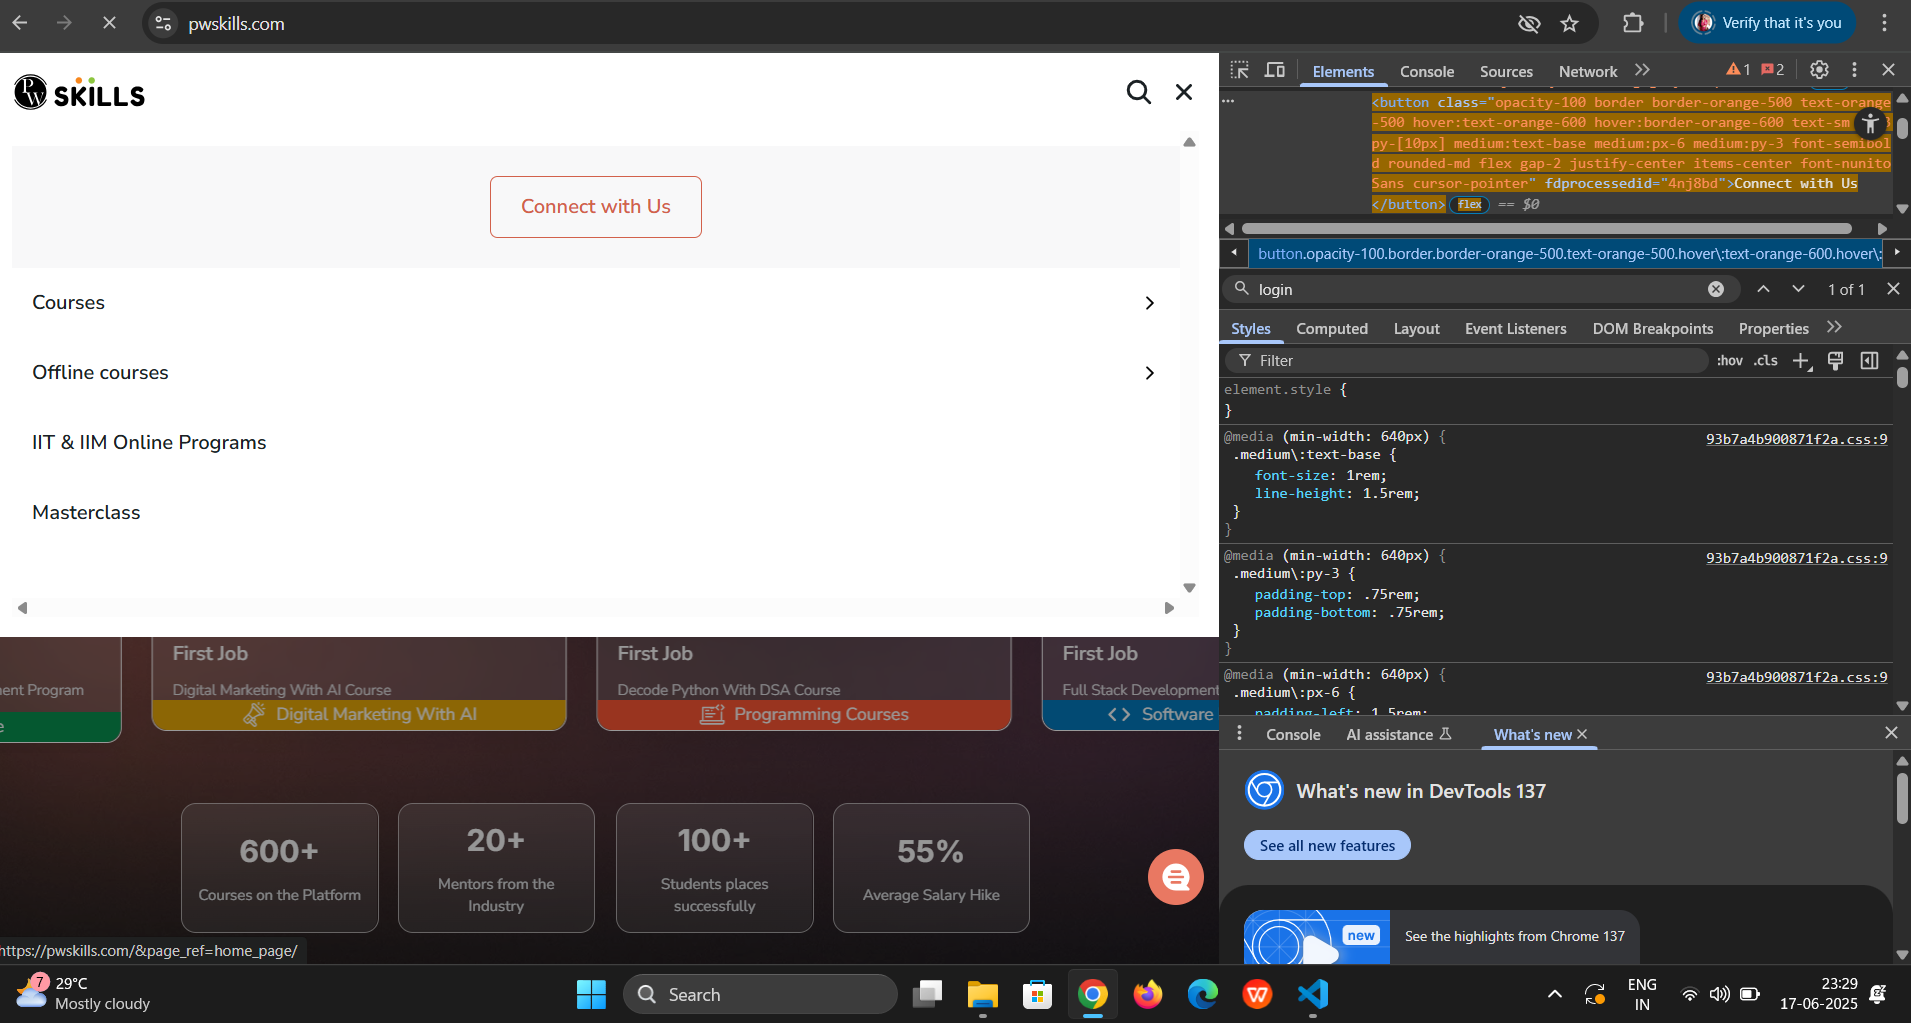 pwskills.com
Verify that it's you
PW SKILLS
Connect with Us
Courses
Offline courses
IIT & IIM Online Programs
Masterclass
First Job
First Job
First Job
ent Program
Digital Marketing With AI Course
Decode Python With DSA Course
Full Stack Development
e
Digital Marketing With AI
Programming Courses
<> Software
600+
Courses on the Platform
20+
Mentors from the
Industry
100+
Students places
successfully
55%
Average Salary Hike
https://pwskills.com/&page_ref=home_page/
Elements
Console
Sources
Network
1
2
<button class="opacity-100 border border-orange-500 text-orange
-500 hover:text-orange-600 hover:border-orange-600 text-sm
py-[10px] medium:text-base medium:px-6 medium:py-3 font-semibol
d rounded-md flex gap-2 justify-center items-center font-nunito
Sans cursor-pointer" fdprocessedid="4nj8bd">Connect with Us
</button> flex == $0
button.opacity-100.border.border-orange-500.text-orange-500.hover\:text-orange-600.hover\:
login
1 of 1
Styles
Computed
Layout
Event Listeners
DOM Breakpoints
Properties
Filter
:hov .cls
element.style {
}
@media (min-width: 640px) {
93b7a4b900871f2a.css:9
.medium\:text-base {
font-size: 1rem;
line-height: 1.5rem;
}
}
@media (min-width: 640px) {
93b7a4b900871f2a.css:9
.medium\:py-3 {
padding-top: .75rem;
padding-bottom: .75rem;
}
}
@media (min-width: 640px) {
93b7a4b900871f2a.css:9
.medium\:px-6 {
padding-left: 1.5rem;
Console
AI assistance
What's new
What's new in DevTools 137
See all new features
new
See the highlights from Chrome 137
7
29°C
Mostly cloudy
Search
ENG
IN
23:29
17-06-2025